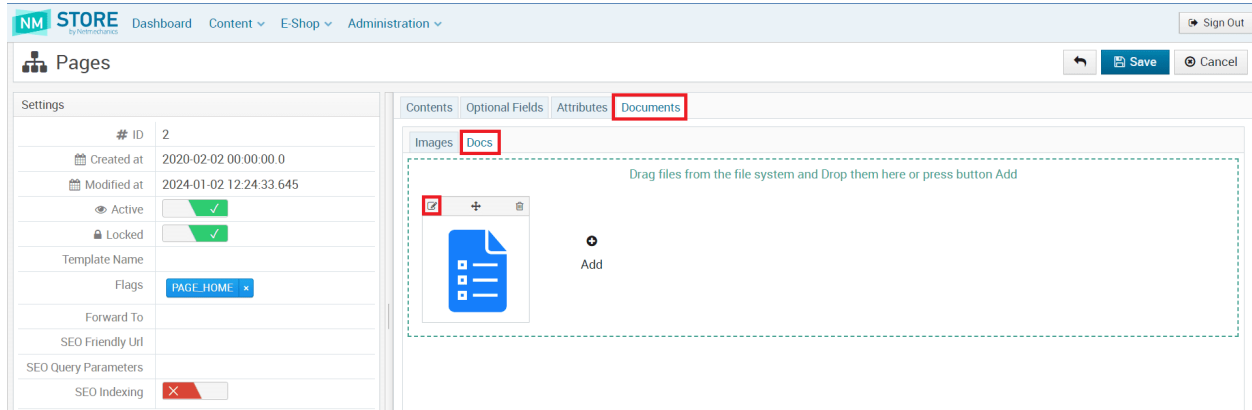 NM STORE by Netmechanics Dashboard Content E-Shop Administration Sign Out
Pages Save Cancel
Settings
# ID 2
Created at 2020-02-02 00:00:00.0
Modified at 2024-01-02 12:24:33.645
Active
Locked
Template Name
Flags PAGE_HOME ×
Forward To
SEO Friendly Url
SEO Query Parameters
SEO Indexing
Contents Optional Fields Attributes Documents
Images Docs
Drag files from the file system and Drop them here or press button Add
Add